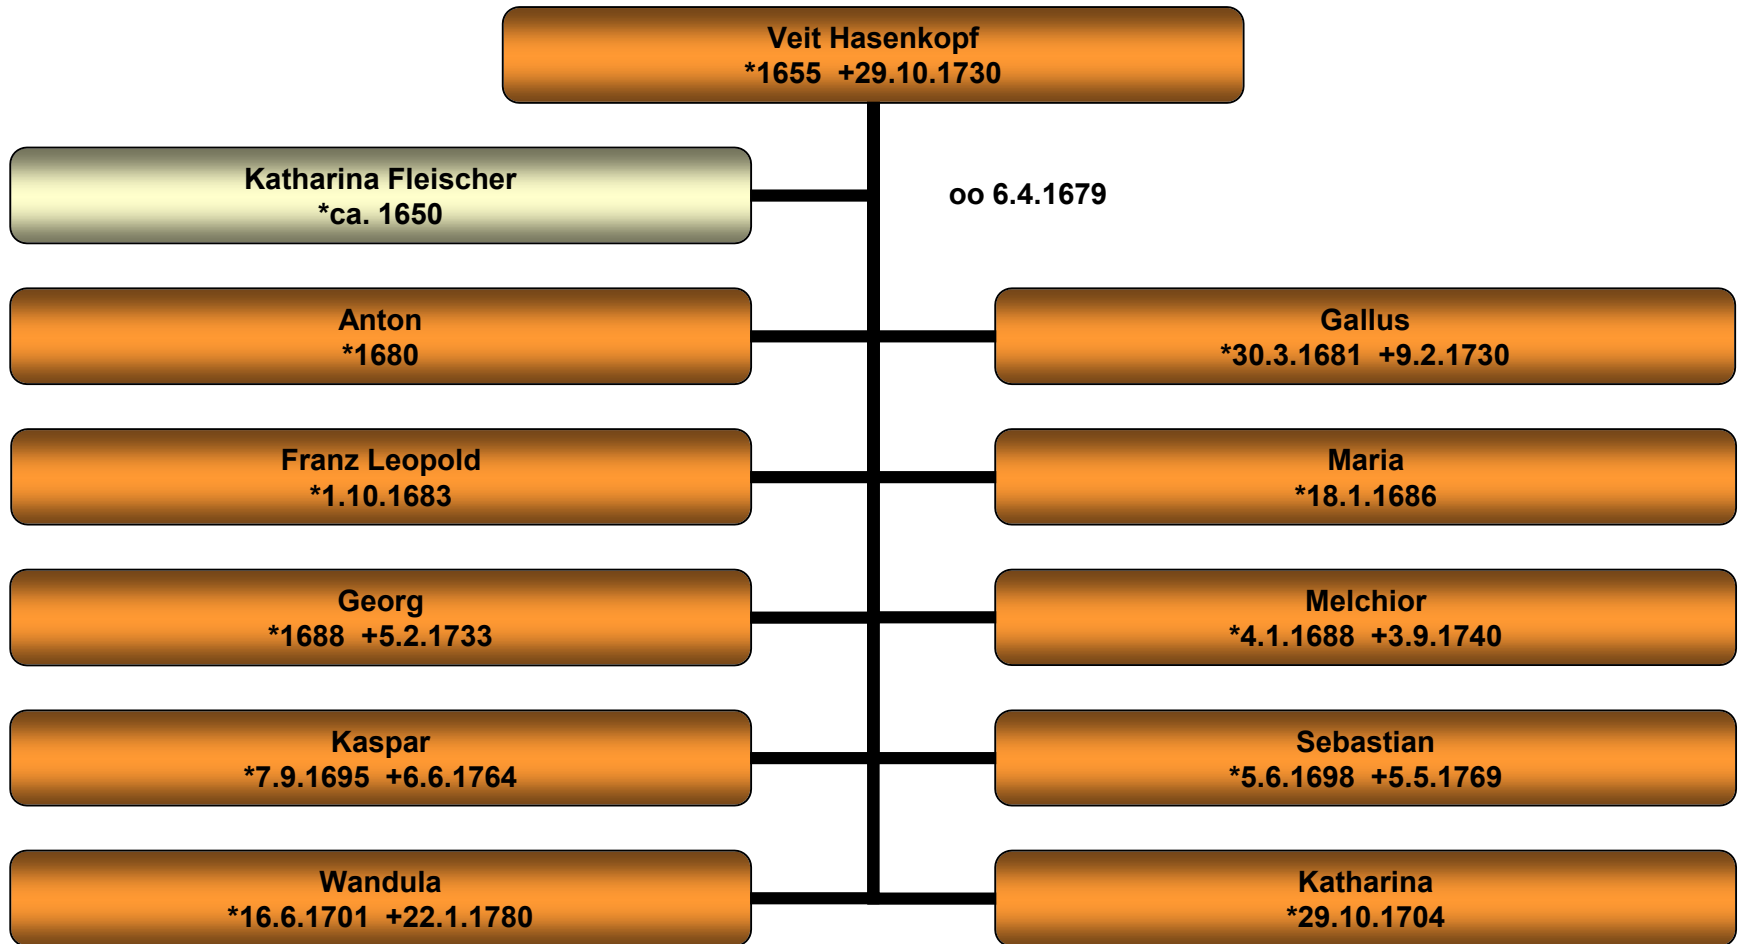 Veit Hasenkopf
*1655 +29.10.1730
Katharina Fleischer
*ca. 1650
oo 6.4.1679
Anton
*1680
Gallus
*30.3.1681 +9.2.1730
Franz Leopold
*1.10.1683
Maria
*18.1.1686
Georg
*1688 +5.2.1733
Melchior
*4.1.1688 +3.9.1740
Kaspar
*7.9.1695 +6.6.1764
Sebastian
*5.6.1698 +5.5.1769
Wandula
*16.6.1701 +22.1.1780
Katharina
*29.10.1704